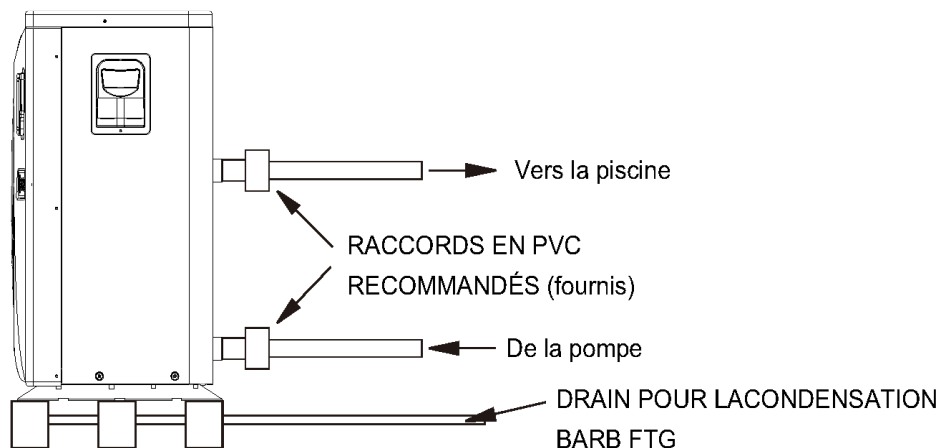 Vers la piscine
RACCORDS EN PVC
RECOMMANDÉS (fournis)
De la pompe
DRAIN POUR LACONDENSATION
BARB FTG